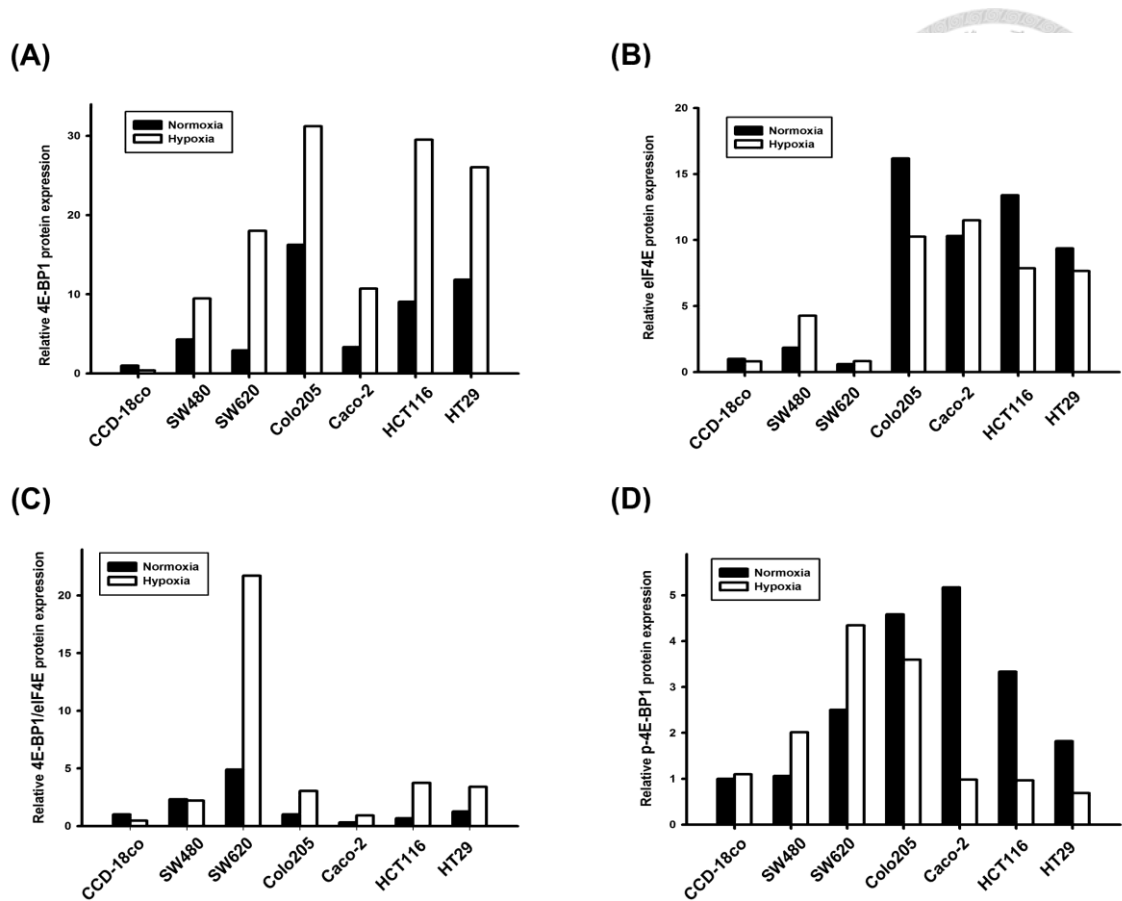 (A)
Relative 4E-BP1 protein expression
Normoxia
Hypoxia
30
20
10
0
CCD-18co
SW480
SW620
Colo205
Caco-2
HCT116
HT29
(B)
Relative eIF4E protein expression
Normoxia
Hypoxia
20
15
10
5
0
CCD-18co
SW480
SW620
Colo205
Caco-2
HCT116
HT29
(C)
Relative 4E-BP1/eIF4E protein expression
Normoxia
Hypoxia
20
15
10
5
0
CCD-18co
SW480
SW620
Colo205
Caco-2
HCT116
HT29
(D)
Relative p-4E-BP1 protein expression
Normoxia
Hypoxia
5
4
3
2
1
0
CCD-18co
SW480
SW620
Colo205
Caco-2
HCT116
HT29